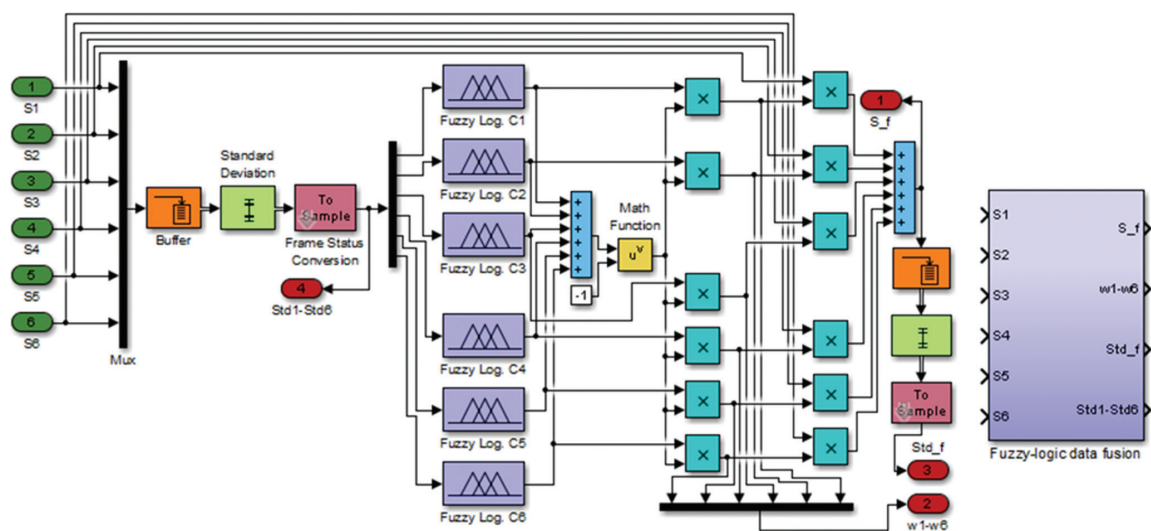 1
S1
2
S2
3
S3
4
S4
5
S5
6
S6
Mux
Buffer
Standard
Deviation
To
Sample
Frame Status
Conversion
4
Std1-Std6
Fuzzy Log. C1
Fuzzy Log. C2
Fuzzy Log. C3
Fuzzy Log. C4
Fuzzy Log. C5
Fuzzy Log. C6
+
+
+
+
+
+
-1
Math
Function
u^v
×
×
×
×
×
×
×
×
×
×
×
×
1
S_f
+
+
+
+
+
+
To
Sample
Std_f
3
2
w1-w6
S1
S2
S3
S4
S5
S6
S_f
w1-w6
Std_f
Std1-Std6
Fuzzy-logic data fusion